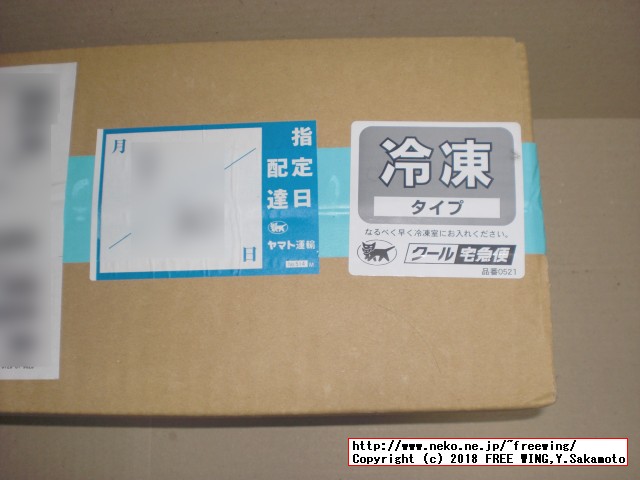 月
日
指定日
配達
ヤマト運輸
冷凍
タイプ
なるべく早く冷凍室にお入れください。
クール宅急便
品番0521
http://www.neko.ne.jp/~freewing/
Copyright (c) 2018 FREE WING,Y.Sakamoto